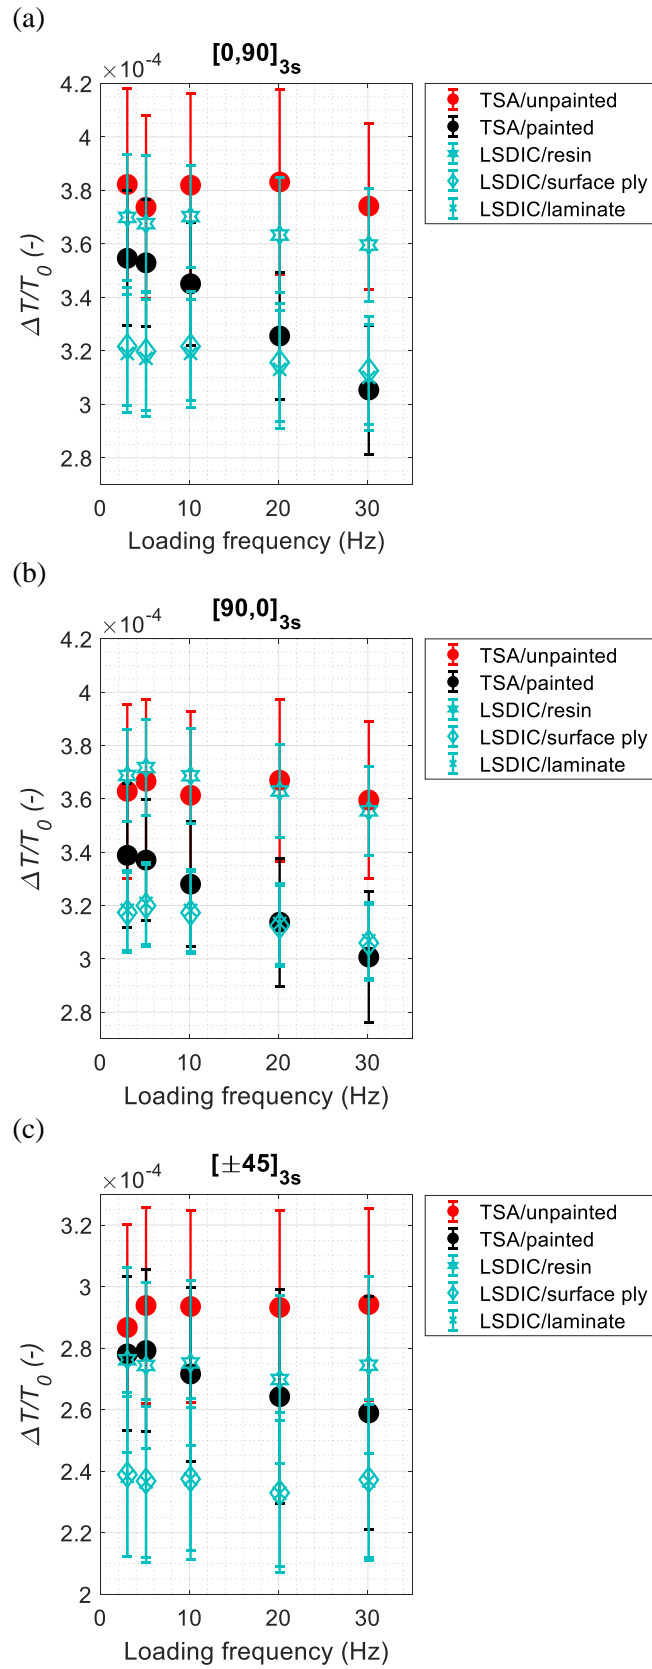 (a)
×10⁻⁴
[0,90]₃ₛ
4.2
4
3.8
3.6
3.4
3.2
3
2.8
ΔT/T₀ (-)
0 10 20 30
Loading frequency (Hz)
TSA/unpainted
TSA/painted
LSDIC/resin
LSDIC/surface ply
LSDIC/laminate
(b)
×10⁻⁴
[90,0]₃ₛ
4.2
4
3.8
3.6
3.4
3.2
3
2.8
ΔT/T₀ (-)
0 10 20 30
Loading frequency (Hz)
TSA/unpainted
TSA/painted
LSDIC/resin
LSDIC/surface ply
LSDIC/laminate
(c)
×10⁻⁴
[±45]₃ₛ
3.2
3
2.8
2.6
2.4
2.2
2
ΔT/T₀ (-)
0 10 20 30
Loading frequency (Hz)
TSA/unpainted
TSA/painted
LSDIC/resin
LSDIC/surface ply
LSDIC/laminate